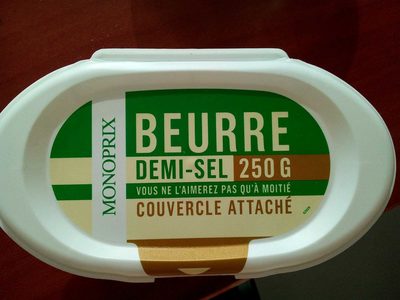 MONOPRIX
BEURRE
DEMI-SEL 250 G
VOUS NE L'AIMEREZ PAS QU'À MOITIÉ
COUVERCLE ATTACHÉ